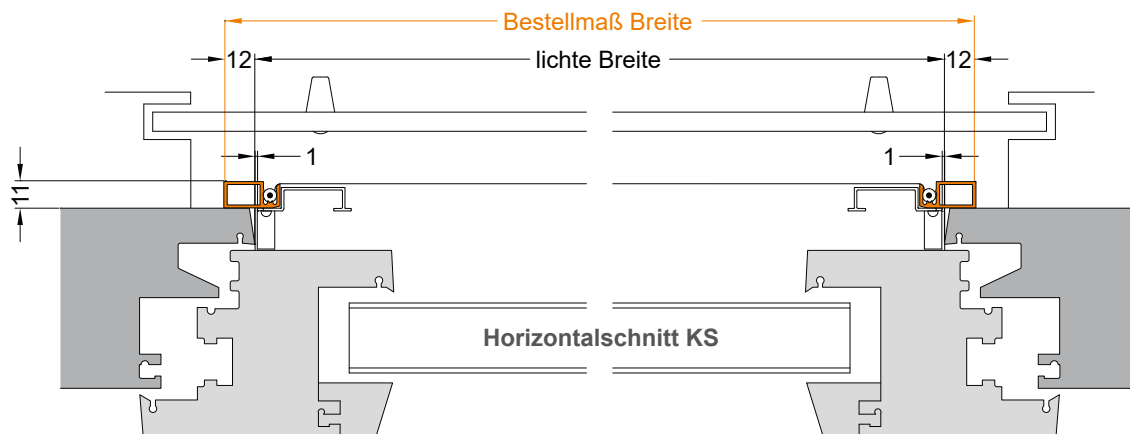 Bestellmaß Breite
12 lichte Breite 12
1 1
11
Horizontalschnitt KS